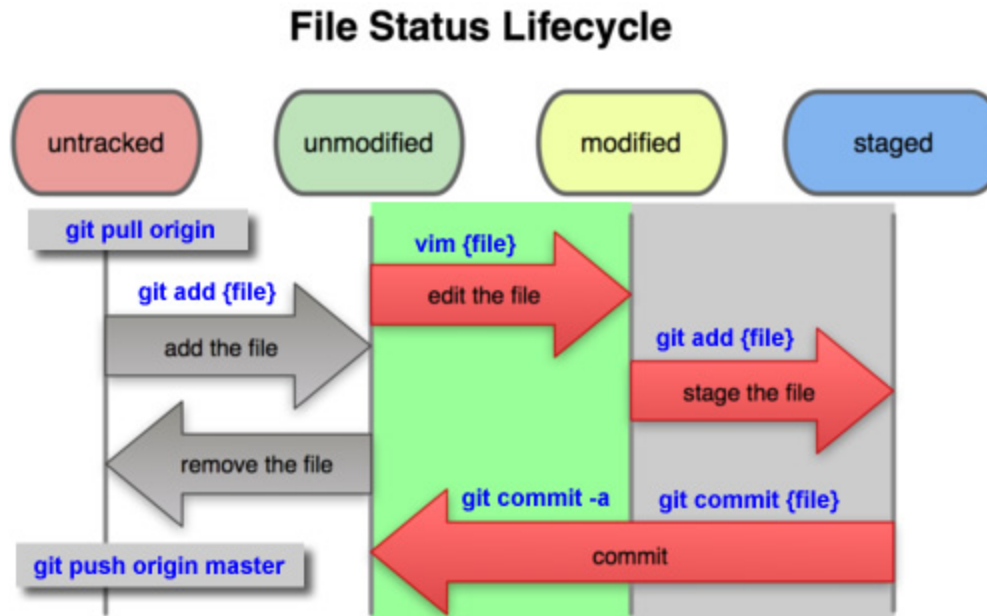 File Status Lifecycle
untracked
unmodified
modified
staged
git pull origin
vim {file}
git add {file}
edit the file
add the file
git add {file}
stage the file
remove the file
git commit -a
git commit {file}
commit
git push origin master